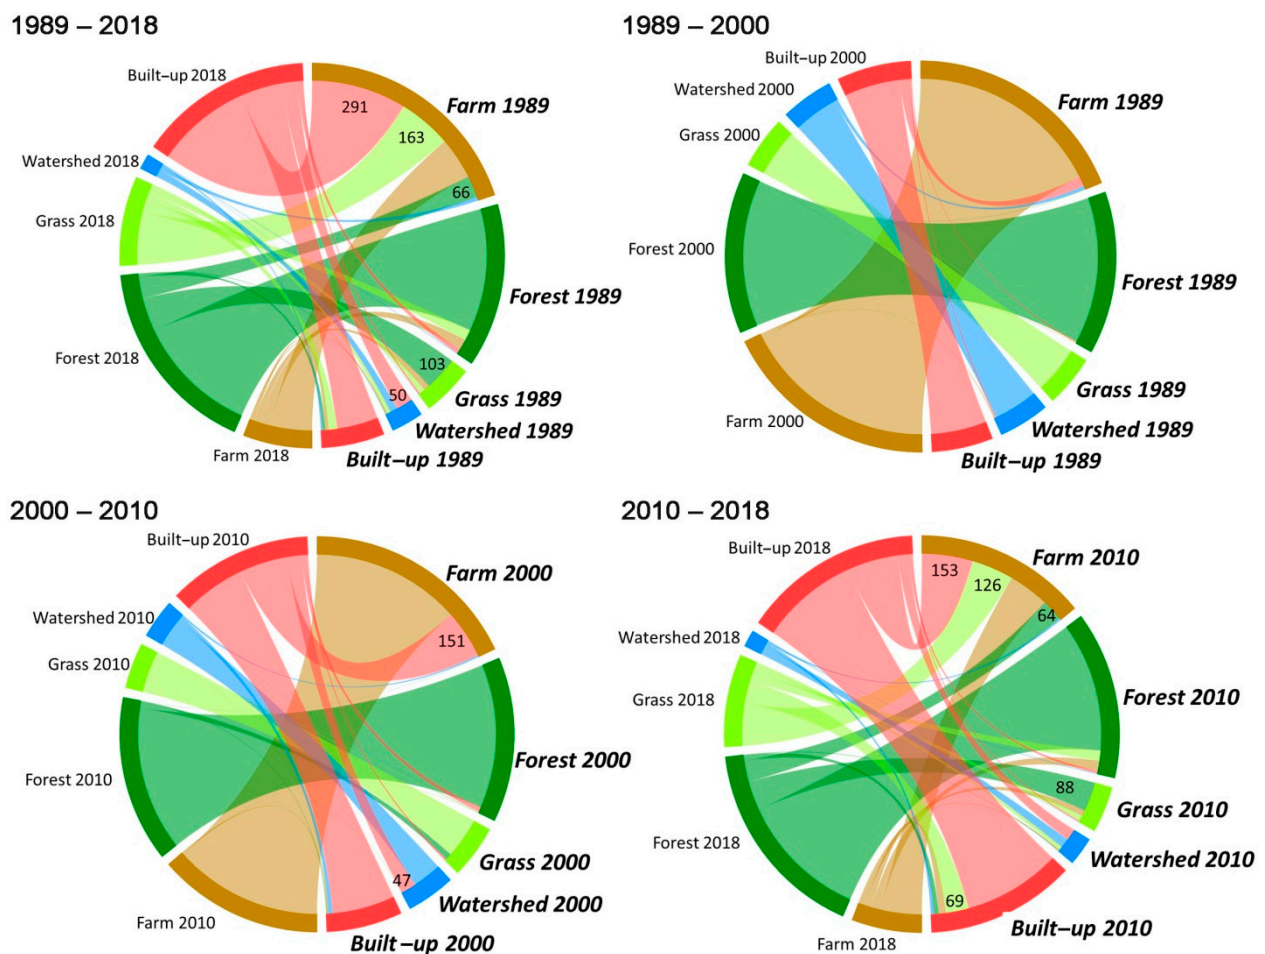 1989 – 2018
Built–up 2018
Watershed 2018
Grass 2018
Forest 2018
Farm 2018
291
163
66
103
50
Farm 1989
Forest 1989
Grass 1989
Watershed 1989
Built–up 1989
1989 – 2000
Built–up 2000
Watershed 2000
Grass 2000
Forest 2000
Farm 2000
Farm 1989
Forest 1989
Grass 1989
Watershed 1989
Built–up 1989
2000 – 2010
Built–up 2010
Watershed 2010
Grass 2010
Forest 2010
Farm 2010
151
47
Farm 2000
Forest 2000
Grass 2000
Watershed 2000
Built–up 2000
2010 – 2018
Built–up 2018
Watershed 2018
Grass 2018
Forest 2018
Farm 2018
153
126
64
88
69
Farm 2010
Forest 2010
Grass 2010
Watershed 2010
Built–up 2010